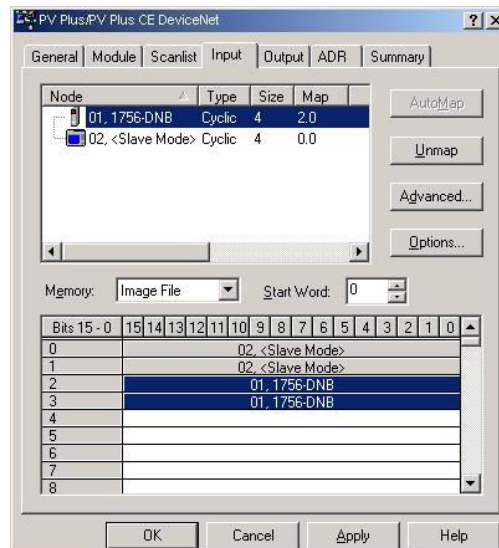 PV Plus/PV Plus CE DeviceNet
General Module Scanlist Input Output ADR Summary
Node Type Size Map
01, 1756-DNB Cyclic 4 2.0
02, <Slave Mode> Cyclic 4 0.0
AutoMap
Unmap
Advanced...
Options...
Memory: Image File Start Word: 0
Bits 15 - 0 15 14 13 12 11 10 9 8 7 6 5 4 3 2 1 0
0 02, <Slave Mode>
1 02, <Slave Mode>
2 01, 1756-DNB
3 01, 1756-DNB
4
5
6
7
8
OK Cancel Apply Help